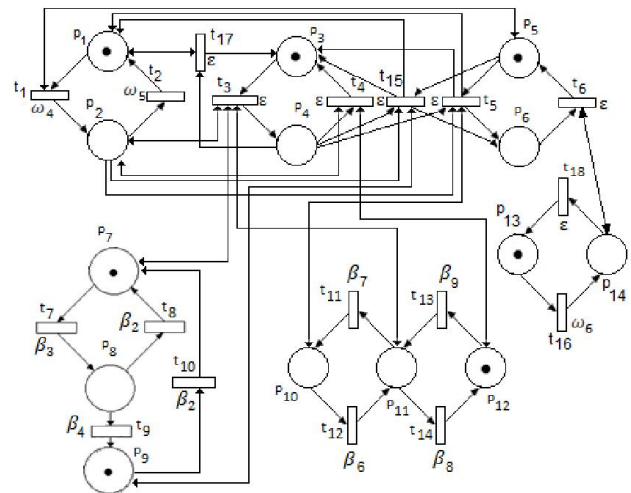 p1 t17 p3 p5
t1 t2 ε t3 t4 t15 t6
ω4 ω5 ε ε ε ε t5 ε
p2 p4 p6
t18
p13 ε
p7 β7 β9 p14
t7 t8 t11 t13 t16 ω6
β3 β2
p8 t10
β4 t9 β2 p10 p11 p12
t12 t14
p9 β6 β8